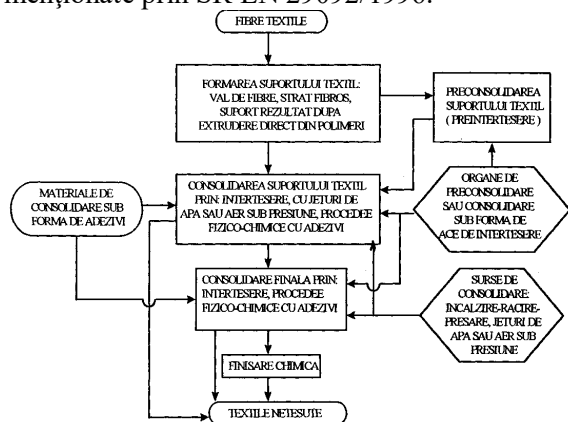 menţionate prin SR EN 29092/1996.
FIBRE TEXTILE
FORMAREA SUPORTULUI TEXTIL:
VAL DE FIBRE, STRAT FIBROS,
SUPORT REZULTAT DUPA
EXTRUDERE DIRECT DIN POLIMERI
PRECONSOLIDAREA
SUPORTULUI TEXTIL
( PREINTERTESERE )
MATERIALE DE
CONSOLIDARE SUB
FORMA DE ADEZIVI
CONSOLIDAREA SUPORTULUI TEXTIL
PRIN: INTERTESERE, CU JETURI DE
APA SAU AER SUB PRESIUNE, PROCEDEE
FIZICO-CHIMICE CU ADEZIVI
ORGANE DE
PRECONSOLIDARE
SAU CONSOLIDARE
SUB FORMA DE
ACE DE INTERTESERE
CONSOLIDARE FINALA PRIN:
INTERTESERE, PROCEDEE
FIZICO-CHIMICE CU ADEZIVI
SURSE DE
CONSOLIDARE:
INCALZIRE-RACIRE-
PRESARE, JETURI DE
APA SAU AER SUB
PRESIUNE
FINISARE CHIMICA
TEXTILE NETESUTE